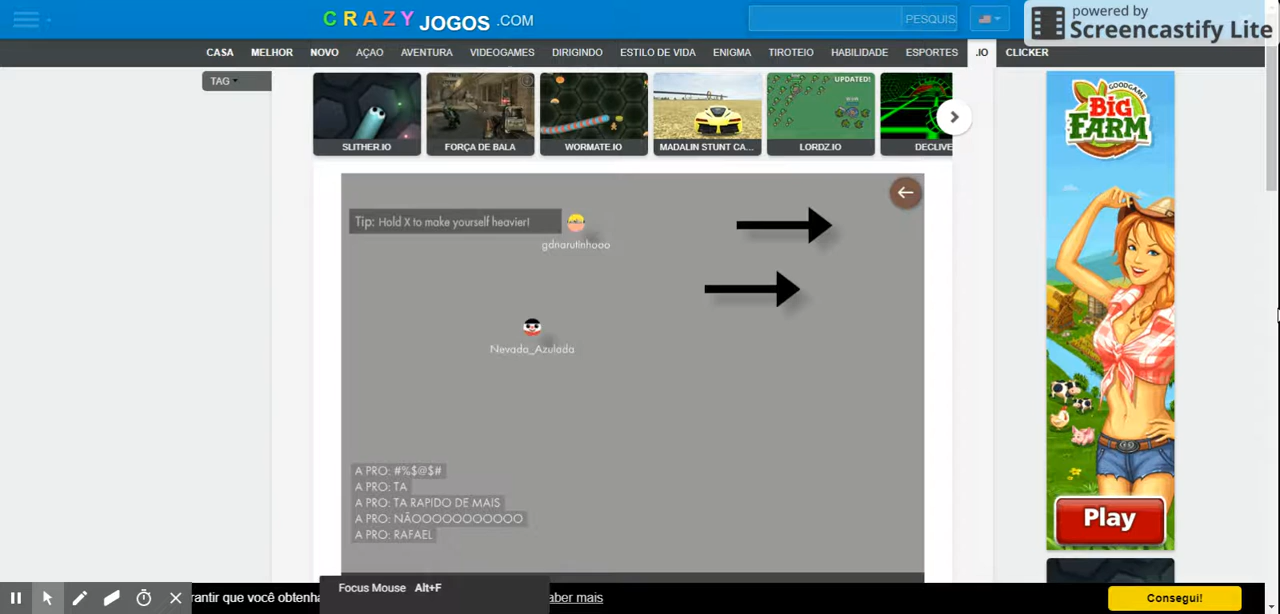 CRAZY JOGOS .COM
PESQUIS
powered by
Screencastify Lite
CASA MELHOR NOVO AÇAO AVENTURA VIDEOGAMES DIRIGINDO ESTILO DE VIDA ENIGMA TIROTEIO HABILIDADE ESPORTES .IO CLICKER
TAG
UPDATED!
SLITHER.IO FORÇA DE BALA WORMATE.IO MADALIN STUNT CA... LORDZ.IO DECLIVE
GOODGAME
BIG
FARM
Tip: Hold X to make yourself heavier!
gdnarutinhooo
Nevada_Azulada
A PRO: #%$@$#
A PRO: TA
A PRO: TA RAPIDO DE MAIS
A PRO: NÃOOOOOOOOOOO
A PRO: RAFAEL
Play
Focus Mouse Alt+F
rantir que você obtenha
aber mais
Consegui!